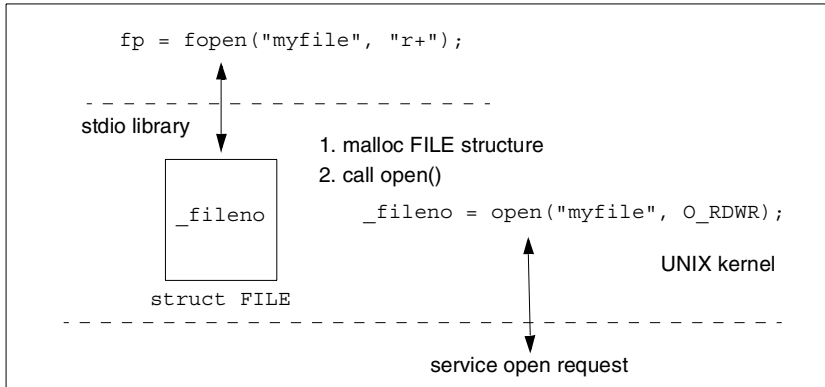 fp = fopen("myfile", "r+");
stdio library
1. malloc FILE structure
2. call open()
_fileno
_fileno = open("myfile", O_RDWR);
UNIX kernel
struct FILE
service open request